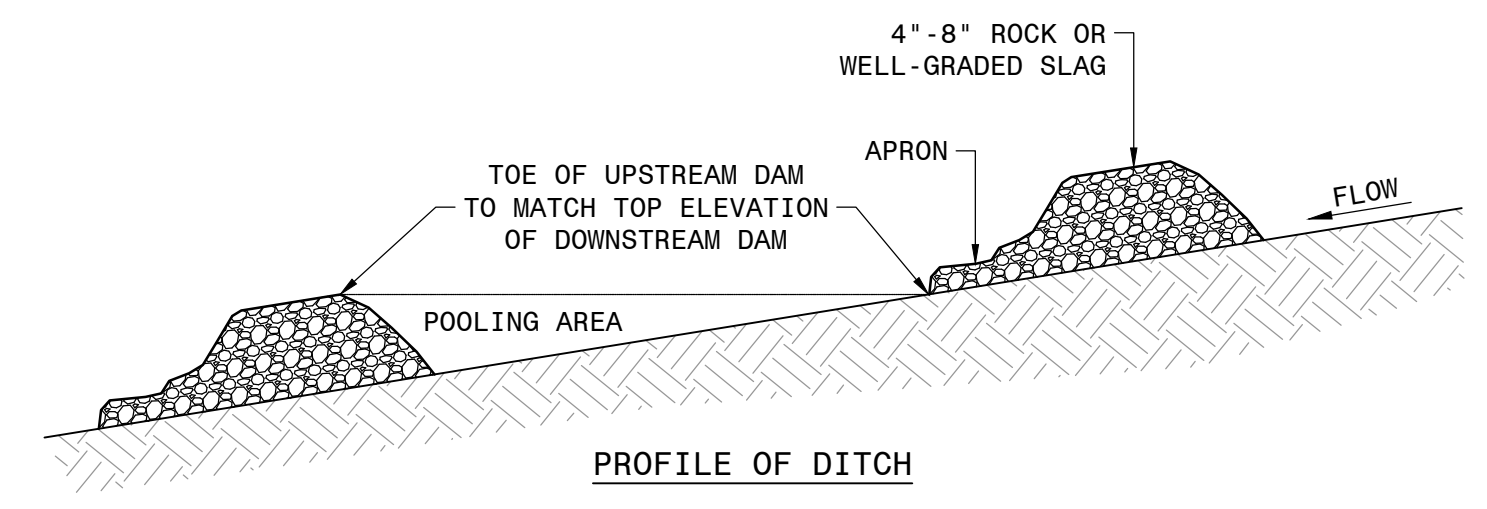 4"-8" ROCK OR
WELL-GRADED SLAG
APRON
TOE OF UPSTREAM DAM
TO MATCH TOP ELEVATION
OF DOWNSTREAM DAM
FLOW
POOLING AREA
PROFILE OF DITCH